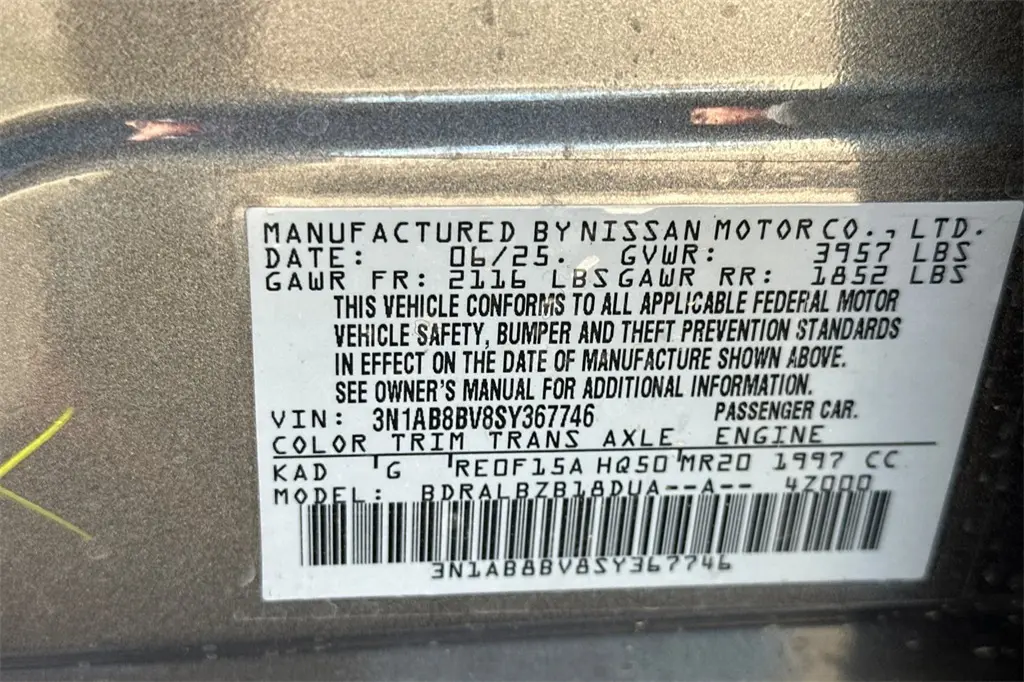 MANUFACTURED BY NISSAN MOTOR CO., LTD.
DATE: 06/25. GVWR: 3957 LBS
GAWR FR: 2116 LBS GAWR RR: 1852 LBS
THIS VEHICLE CONFORMS TO ALL APPLICABLE FEDERAL MOTOR
VEHICLE SAFETY, BUMPER AND THEFT PREVENTION STANDARDS
IN EFFECT ON THE DATE OF MANUFACTURE SHOWN ABOVE.
SEE OWNER'S MANUAL FOR ADDITIONAL INFORMATION.
VIN: 3N1AB8BV8SY367746 PASSENGER CAR.
COLOR TRIM TRANS AXLE ENGINE
KAD G RE0F15A HQ50 MR20 1997 CC
MODEL: BDRALBZB18DUA--A-- 4Z000
3N1AB8BV8SY367746